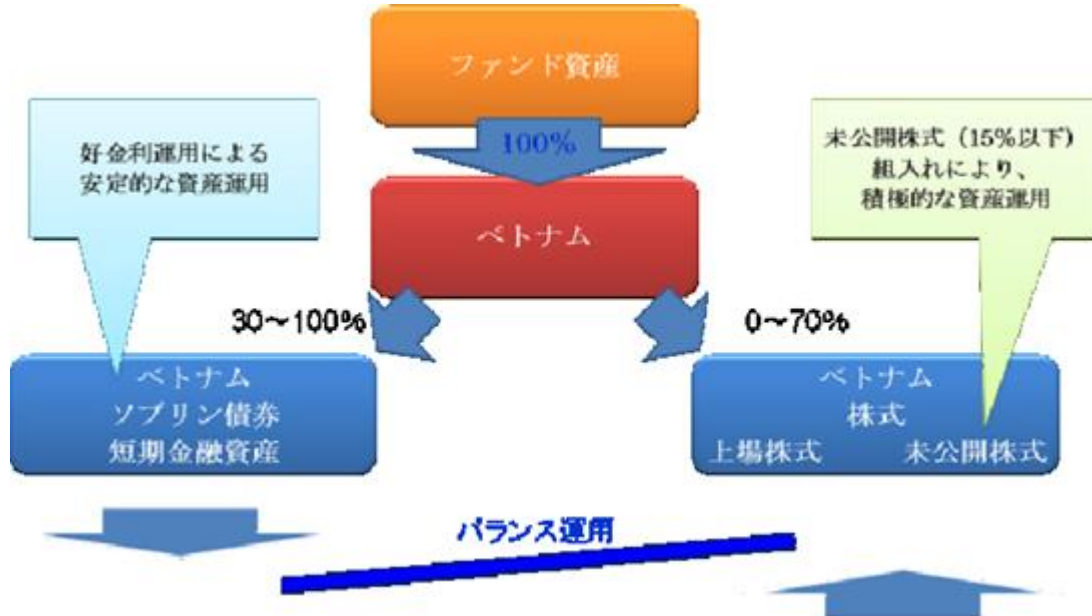 ファンド資産
100%
好金利運用による
安定的な資産運用
未公開株式（15%以下）
組入れにより、
積極的な資産運用
ベトナム
30～100%
0～70%
ベトナム
ソブリン債券
短期金融資産
ベトナム
株式
上場株式 未公開株式
バランス運用